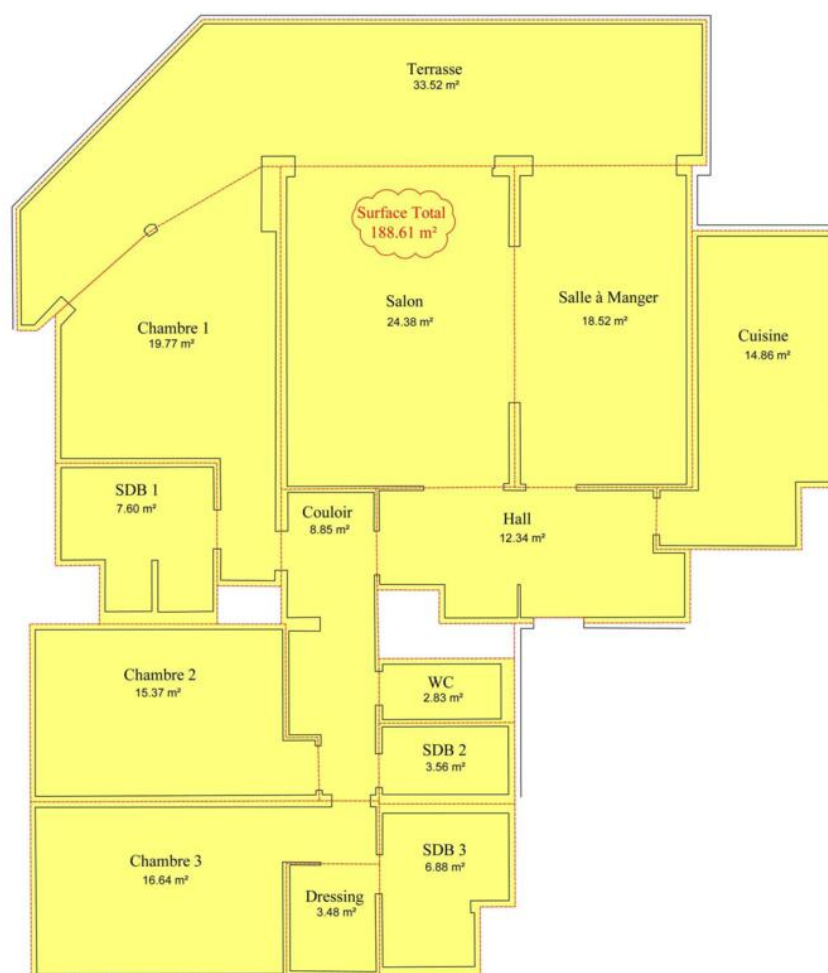 Terrasse
33.52 m²
Surface Total
188.61 m²
Salon
24.38 m²
Salle à Manger
18.52 m²
Cuisine
14.86 m²
Chambre 1
19.77 m²
SDB 1
7.60 m²
Couloir
8.85 m²
Hall
12.34 m²
Chambre 2
15.37 m²
WC
2.83 m²
SDB 2
3.56 m²
Chambre 3
16.64 m²
Dressing
3.48 m²
SDB 3
6.88 m²